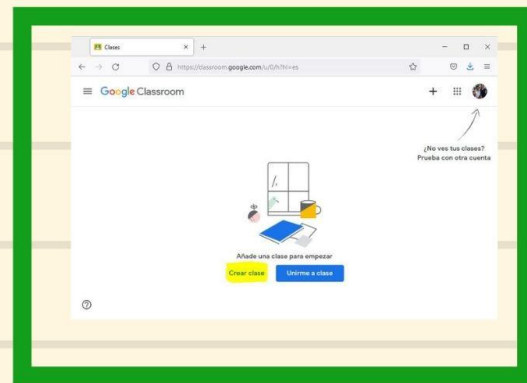 Clases
https://classroom.google.com/u/0/h?hl=es
Google Classroom
¿No ves tus clases?
Prueba con otra cuenta
Añade una clase para empezar
Crear clase
Unirme a clase